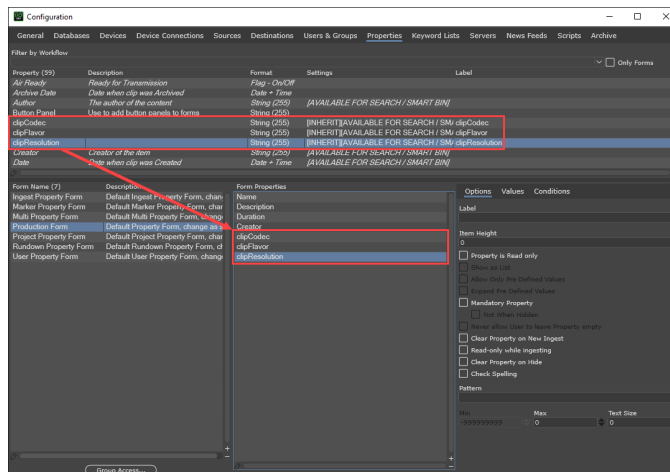 Configuration
General Databases Devices Device Connections Sources Destinations Users & Groups Properties Keyword Lists Servers News Feeds Scripts Archive
Filter by Workflow
Only Forms
Property (59) Description Format Settings Label
Air Ready Ready for Transmission Flag - On/Off
Archive Date Date when clip was Archived Date + Time
Author The author of the content String (255) [AVAILABLE FOR SEARCH / SMART BIN]
Button Panel Use to add button panels to forms String (255)
clipCodec String (255) [INHERIT][AVAILABLE FOR SEARCH / SM/ clipCodec
clipFlavor String (255) [INHERIT][AVAILABLE FOR SEARCH / SM/ clipFlavor
clipResolution String (255) [INHERIT][AVAILABLE FOR SEARCH / SM/ clipResolution
Creator Creator of the item String (255) [AVAILABLE FOR SEARCH / SMART BIN]
Date Date when clip was Created Date + Time [AVAILABLE FOR SEARCH / SMART BIN]
Form Name (7) Description
Ingest Property Form Default Ingest Property Form, chan
Marker Property Form Default Marker Property Form, chan
Multi Property Form Default Multi Property Form, change
Production Form Default Property Form, change as
Project Property Form Default Project Property Form, chan
Rundown Property Form Default Rundown Property Form, ch
User Property Form Default User Property Form, change
Form Properties
Name
Description
Duration
Creator
clipCodec
clipFlavor
clipResolution
Options Values Conditions
Label
Item Height
0
Property is Read only
Show as List
Allow Only Pre Defined Values
Expand Pre Defined Values
Mandatory Property
Not When Hidden
Never allow User to leave Property empty
Clear Property on New Ingest
Read-only while ingesting
Clear Property on Hide
Check Spelling
Pattern
Min Max Text Size
-999999999 0 0
Group Access...